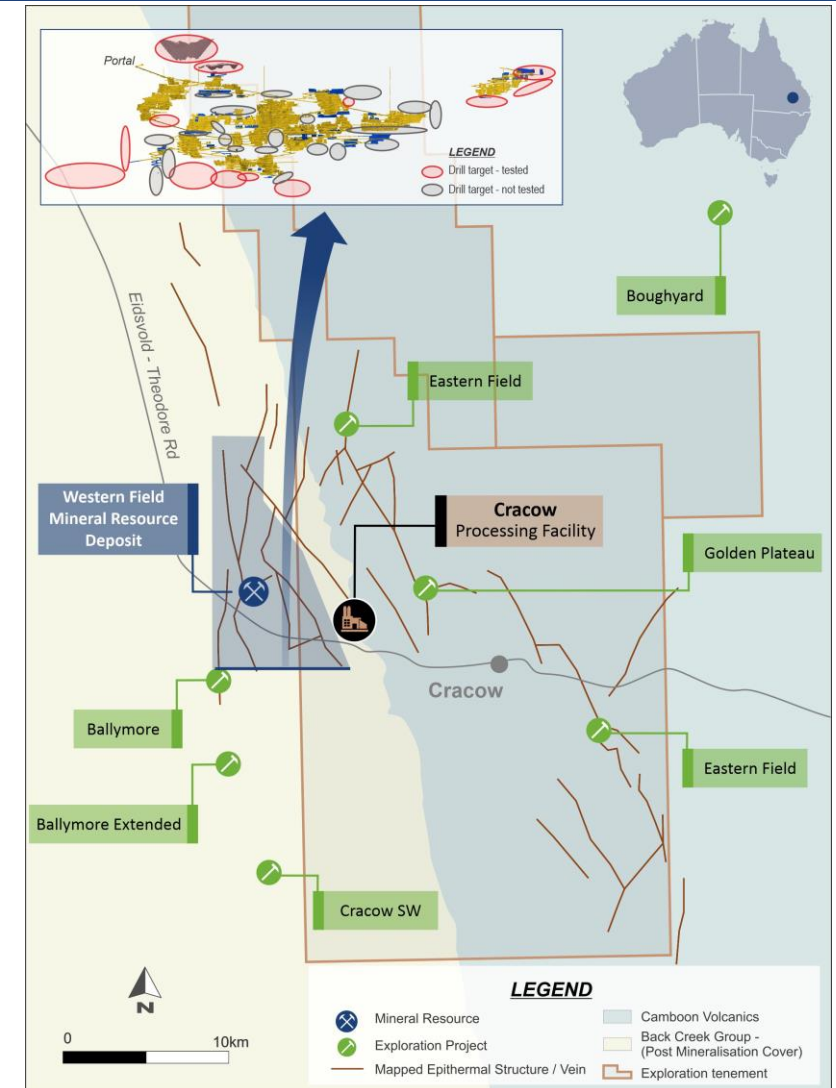 Portal
LEGEND
Drill target - tested
Drill target - not tested
Boughyard
Eidsvold - Theodore Rd
Eastern Field
Western Field
Mineral Resource
Deposit
Cracow
Processing Facility
Golden Plateau
Cracow
Ballymore
Eastern Field
Ballymore Extended
Cracow SW
N
0
10km
LEGEND
Mineral Resource
Exploration Project
Mapped Epithermal Structure / Vein
Camboon Volcanics
Back Creek Group -
(Post Mineralisation Cover)
Exploration tenement